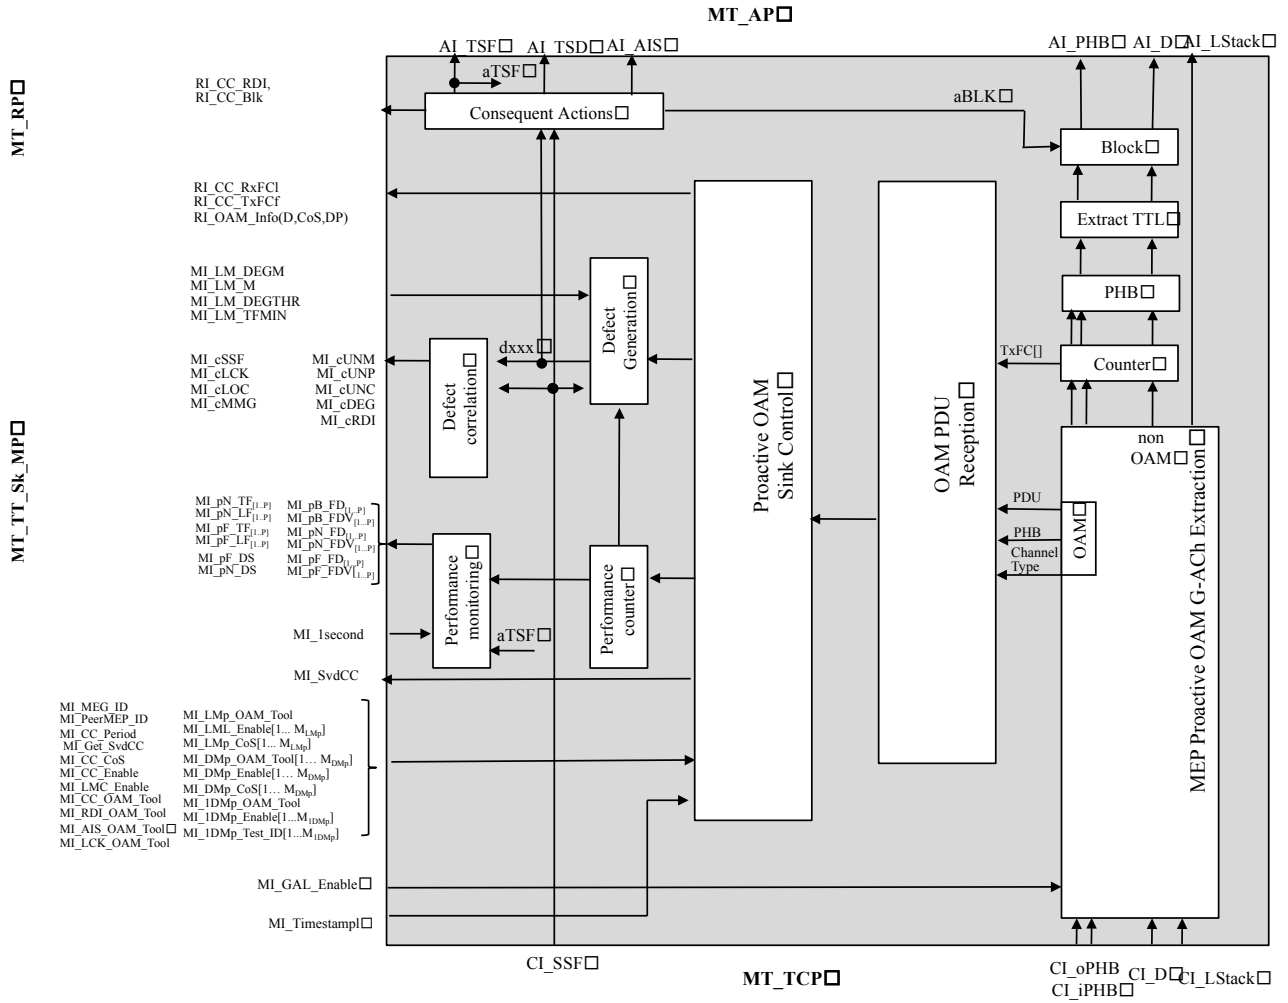 MT_AP□
AI_TSF□
AI_TSD□
AI_AIS□
AI_PHB□
AI_D□
AI_LStack□
MT_RP□
RI_CC_RDI,
RI_CC_Blk
aTSF□
Consequent Actions□
aBLK□
Block□
RI_CC_RxFCl
RI_CC_TxFCf
RI_OAM_Info(D,CoS,DP)
Extract TTL□
MI_LM_DEGM
MI_LM_M
MI_LM_DEGTHR
MI_LM_TFMIN
Defect
Generation□
PHB□
dxxx□
TxFC[]
Counter□
MI_cSSF
MI_cLCK
MI_cLOC
MI_cMMG
MI_cUNM
MI_cUNP
MI_cUNC
MI_cDEG
MI_cRDI
Defect
correlation□
Proactive OAM
Sink Control□
OAM PDU
Reception□
non
OAM□
MEP Proactive OAM G-ACh Extraction□
MT_TT_Sk_MP□
MI_pN_TF[1..P]
MI_pN_LF[1..P]
MI_pF_TF[1..P]
MI_pF_LF[1..P]
MI_pF_DS
MI_pN_DS
MI_pB_FD[1..P]
MI_pB_FDV[1..P]
MI_pN_FD[1..P]
MI_pN_FDV[1..P]
MI_pF_FD[1..P]
MI_pF_FDV[1..P]
PDU
PHB
Channel
Type
OAM□
Performance
monitoring□
Performance
counter□
MI_1second
aTSF□
MI_SvdCC
MI_MEG_ID
MI_PeerMEP_ID
MI_CC_Period
MI_Get_SvdCC
MI_CC_CoS
MI_CC_Enable
MI_LMC_Enable
MI_CC_OAM_Tool
MI_RDI_OAM_Tool
MI_AIS_OAM_Tool□
MI_LCK_OAM_Tool
MI_LMp_OAM_Tool
MI_LML_Enable[1... MLMp]
MI_LMp_CoS[1... MLMp]
MI_DMp_OAM_Tool[1… MDMp]
MI_DMp_Enable[1… MDMp]
MI_DMp_CoS[1… MDMp]
MI_1DMp_OAM_Tool
MI_1DMp_Enable[1...M1DMp]
MI_1DMp_Test_ID[1...M1DMp]
MI_GAL_Enable□
MI_Timestampl□
CI_SSF□
MT_TCP□
CI_oPHB
CI_iPHB□
CI_D□
CI_LStack□